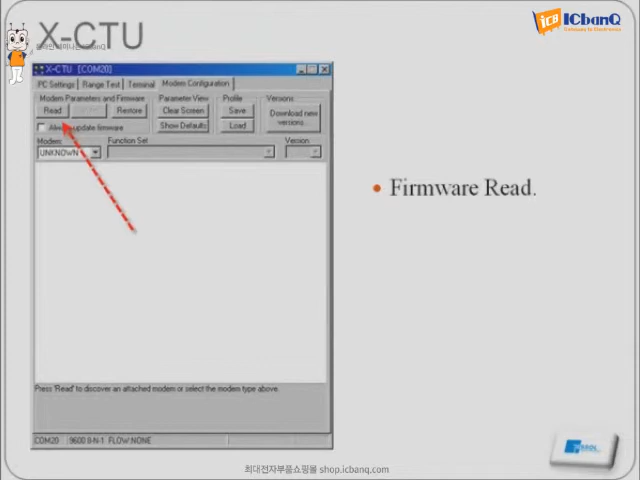 X-CTU
ICbanQ
X-CTU [COM20]
PC Settings Range Test Terminal Modem Configuration
Modem Parameters and Firmware Parameter View Profile Versions
Read Restore Clear Screen Save Download new versions...
Always update firmware Show Defaults Load
Modem: Function Set Version
UNKNOWN
Firmware Read.
Press 'Read' to discover an attached modem or select the modem type above.
COM20 9600 8-N-1 FLOW:NONE
최대전자부품쇼핑몰 shop.icbanq.com